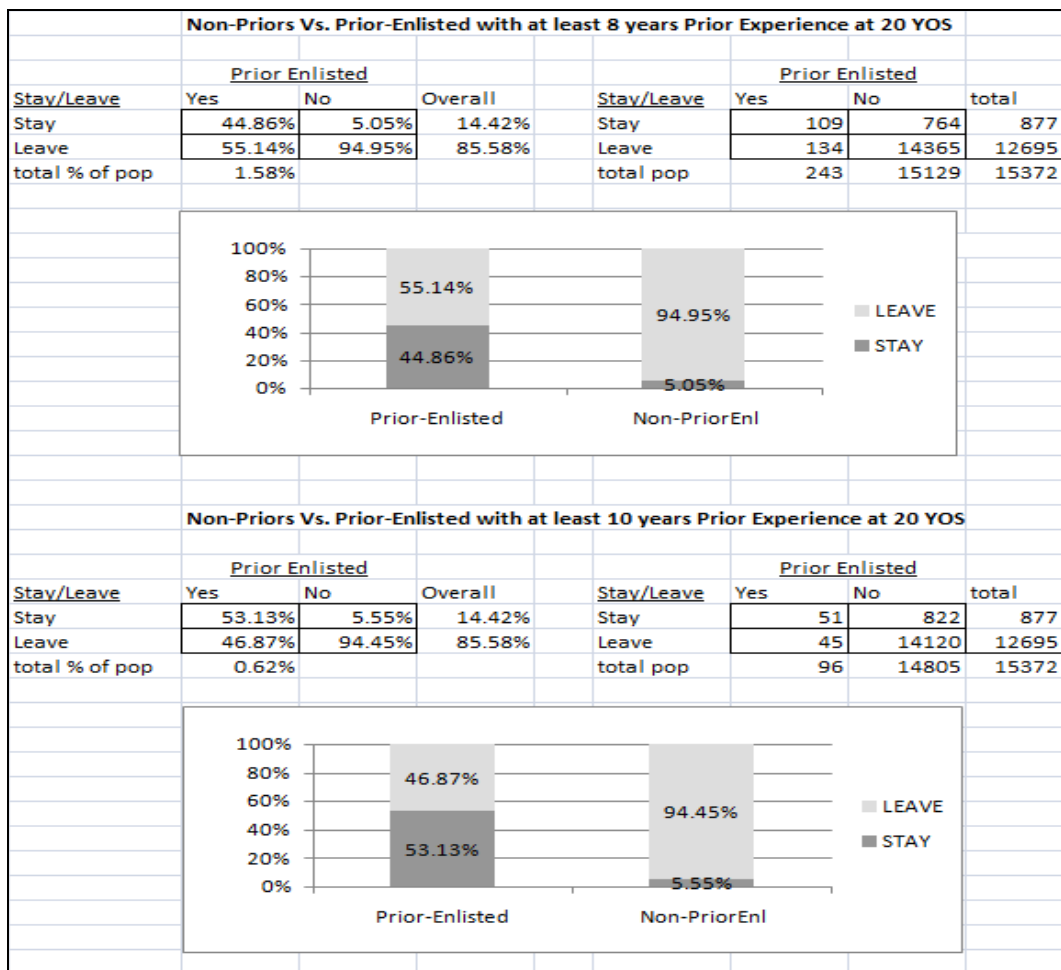 Non-Priors Vs. Prior-Enlisted with at least 8 years Prior Experience at 20 YOS
Prior Enlisted Prior Enlisted
Stay/Leave Yes No Overall Stay/Leave Yes No total
Stay 44.86% 5.05% 14.42% Stay 109 764 877
Leave 55.14% 94.95% 85.58% Leave 134 14365 12695
total % of pop 1.58% total pop 243 15129 15372
100%
80%
60%
40%
20%
0%
55.14%
44.86%
94.95%
5.05%
Prior-Enlisted Non-PriorEnl
LEAVE
STAY
Non-Priors Vs. Prior-Enlisted with at least 10 years Prior Experience at 20 YOS
Prior Enlisted Prior Enlisted
Stay/Leave Yes No Overall Stay/Leave Yes No total
Stay 53.13% 5.55% 14.42% Stay 51 822 877
Leave 46.87% 94.45% 85.58% Leave 45 14120 12695
total % of pop 0.62% total pop 96 14805 15372
100%
80%
60%
40%
20%
0%
46.87%
53.13%
94.45%
5.55%
Prior-Enlisted Non-PriorEnl
LEAVE
STAY